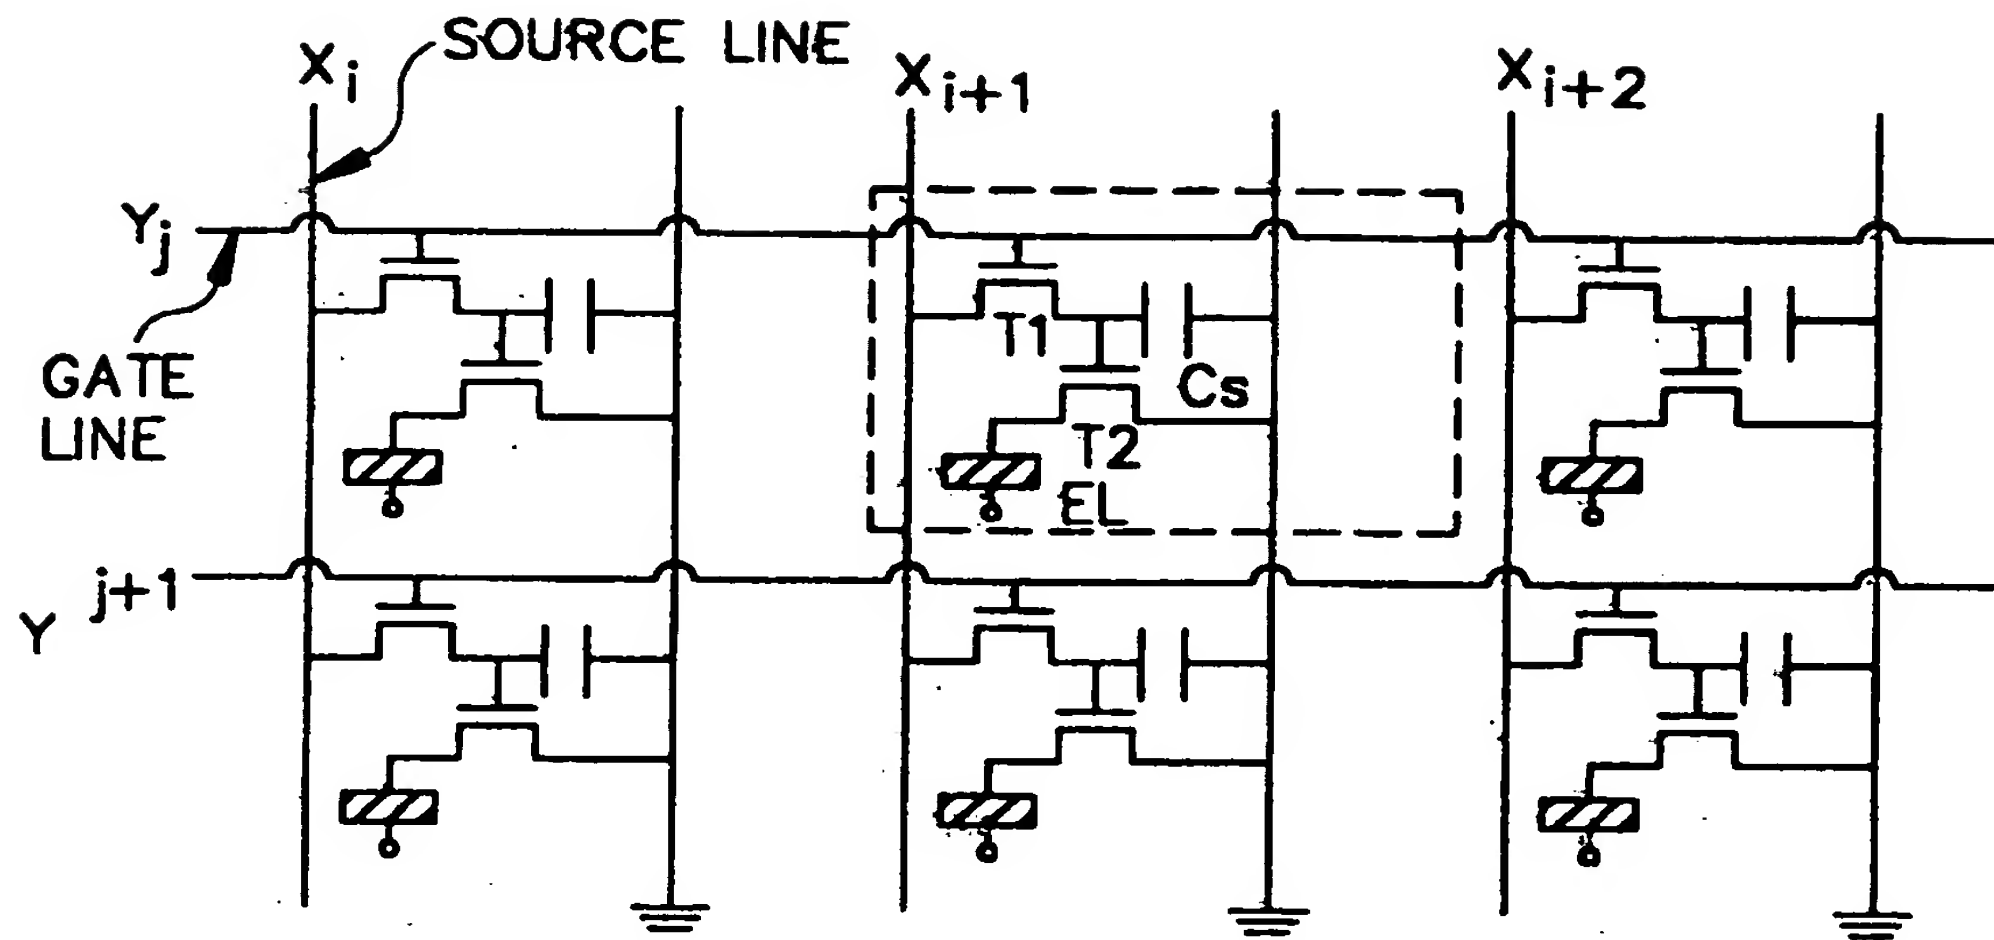 SOURCE LINE
Xi
Xi+1
Xi+2
Yj
GATE
LINE
T1
Cs
T2
EL
Y j+1